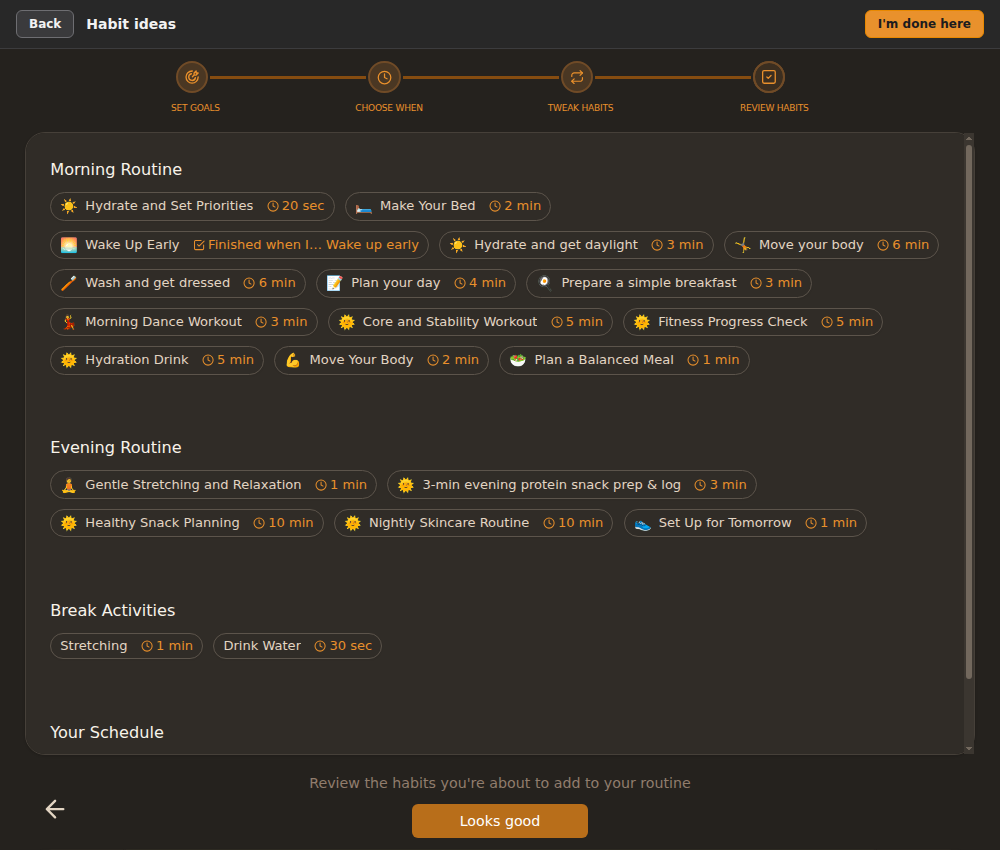 Back Habit ideas I'm done here
SET GOALS CHOOSE WHEN TWEAK HABITS REVIEW HABITS
Morning Routine
Hydrate and Set Priorities 20 sec Make Your Bed 2 min
Wake Up Early Finished when I... Wake up early Hydrate and get daylight 3 min Move your body 6 min
Wash and get dressed 6 min Plan your day 4 min Prepare a simple breakfast 3 min
Morning Dance Workout 3 min Core and Stability Workout 5 min Fitness Progress Check 5 min
Hydration Drink 5 min Move Your Body 2 min Plan a Balanced Meal 1 min
Evening Routine
Gentle Stretching and Relaxation 1 min 3-min evening protein snack prep & log 3 min
Healthy Snack Planning 10 min Nightly Skincare Routine 10 min Set Up for Tomorrow 1 min
Break Activities
Stretching 1 min Drink Water 30 sec
Your Schedule
Review the habits you're about to add to your routine
Looks good